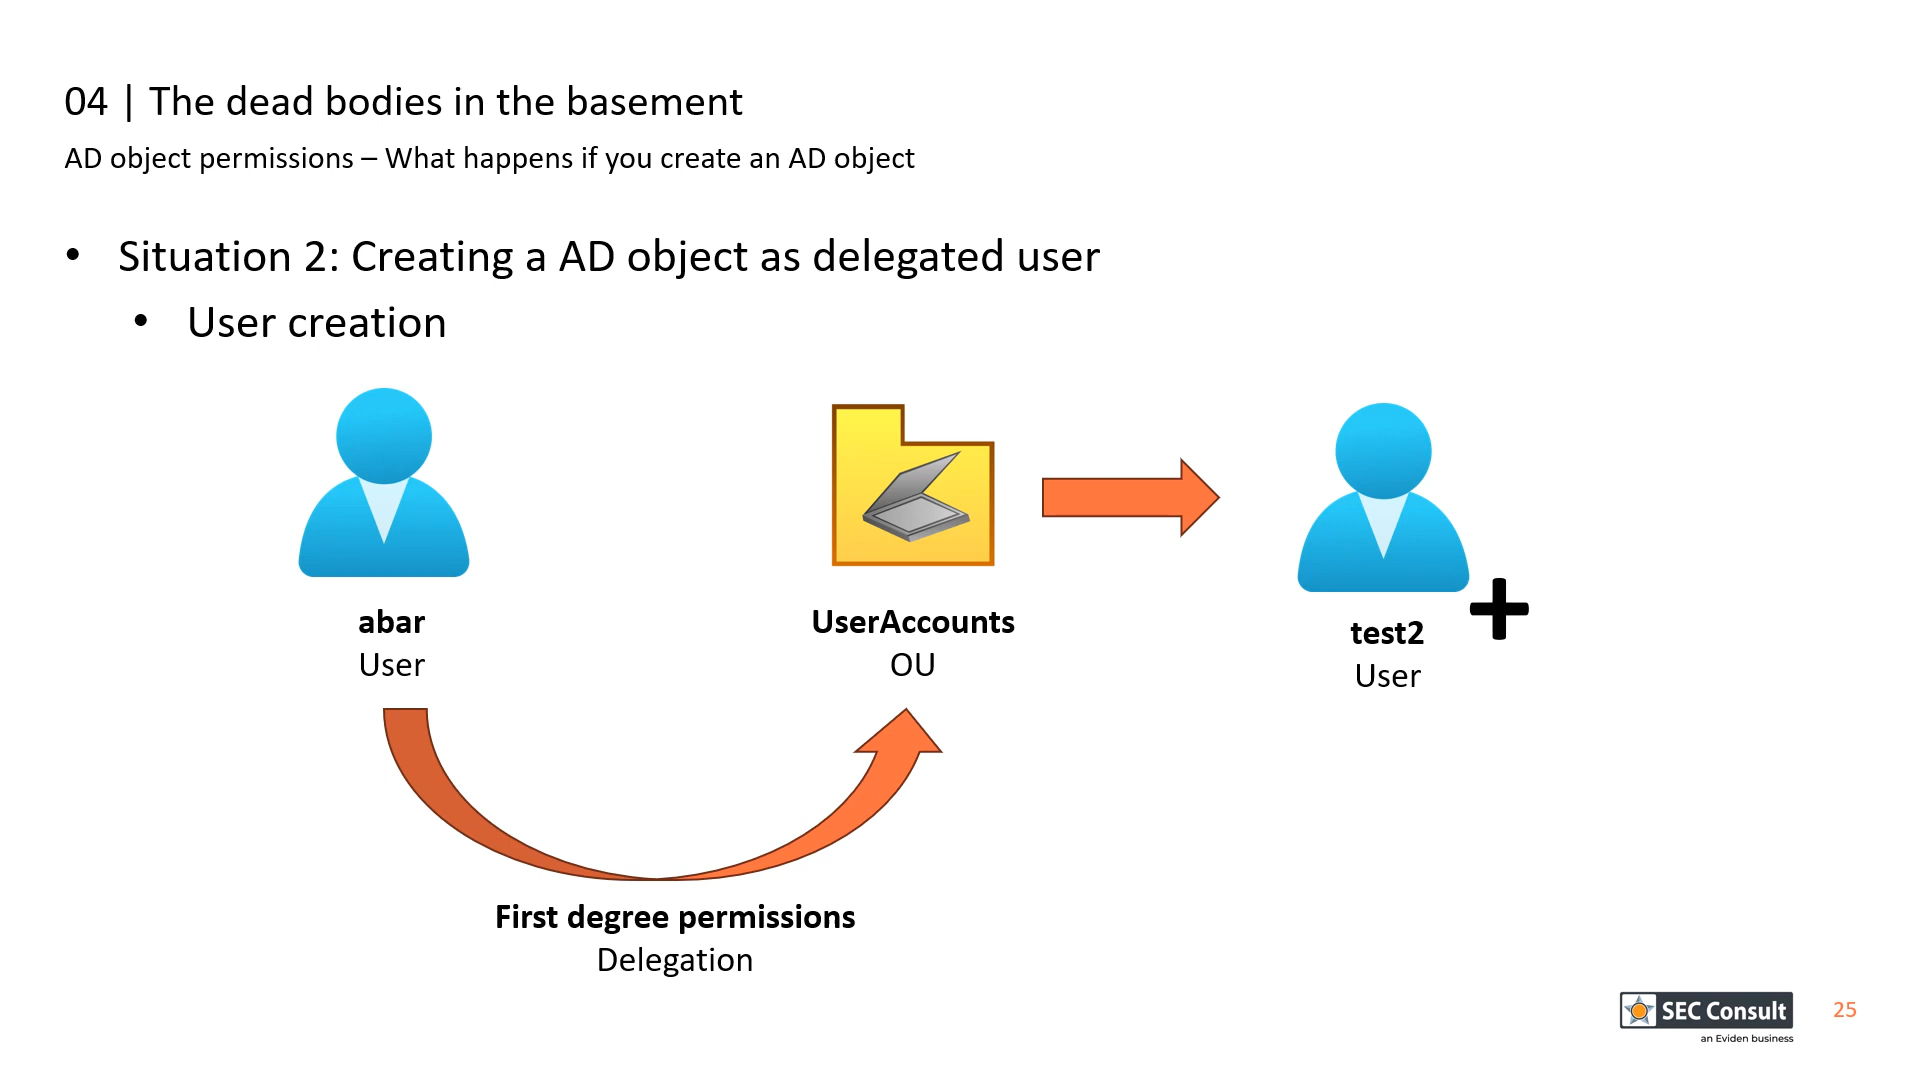 04 | The dead bodies in the basement
AD object permissions – What happens if you create an AD object
• Situation 2: Creating a AD object as delegated user
• User creation
abar
User
UserAccounts
OU
test2
User
First degree permissions
Delegation
SEC Consult
an Eviden business
25